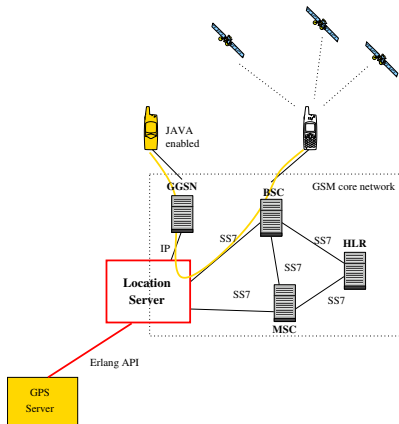 JAVA
enabled
GGSN
BSC
GSM core network
IP
SS7
SS7
HLR
SS7
Location
Server
SS7
SS7
MSC
Erlang API
GPS
Server